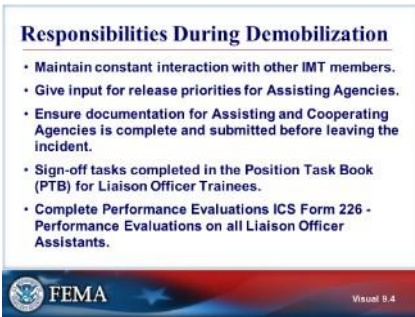 Responsibilities During Demobilization
• Maintain constant interaction with other IMT members.
• Give input for release priorities for Assisting Agencies.
• Ensure documentation for Assisting and Cooperating
Agencies is complete and submitted before leaving the
incident.
• Sign-off tasks completed in the Position Task Book
(PTB) for Liaison Officer Trainees.
• Complete Performance Evaluations ICS Form 226 -
Performance Evaluations on all Liaison Officer
Assistants.
FEMA
Visual 9.4